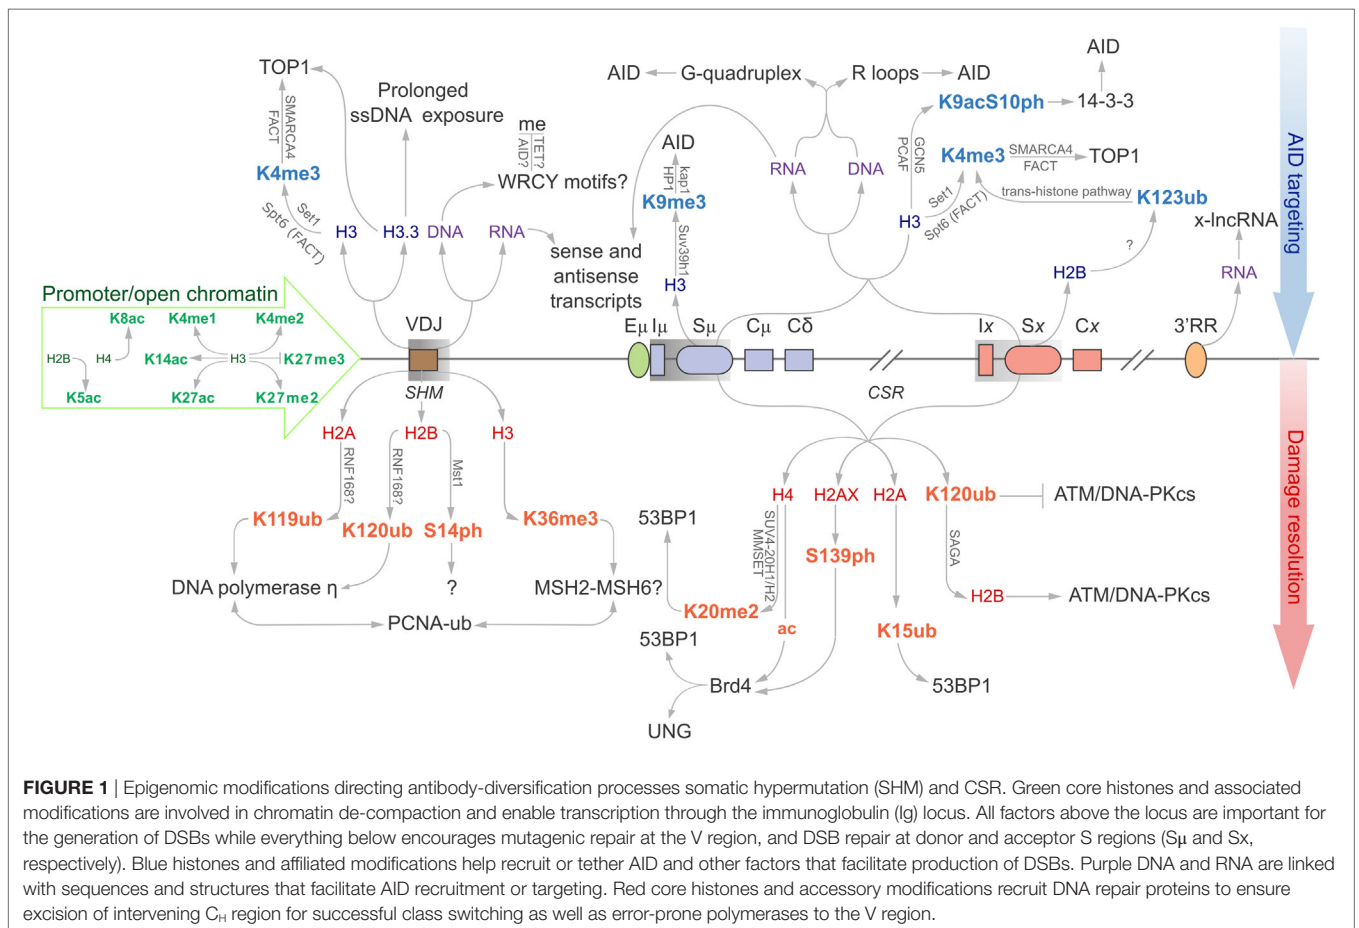 TOP1
SMARCA4
FACT
K4me3
Set1
Spt6 (FACT)
H3
Prolonged
ssDNA exposure
H3.3
me
TET?
AID?
WRCY motifs?
DNA
RNA
sense and
antisense
transcripts
AID
G-quadruplex
R loops
AID
AID
kap1
HP1
K9me3
Suv39h1
H3
RNA
DNA
AID
K9acS10ph
14-3-3
GCN5
PCAF
H3
K4me3
SMARCA4
FACT
TOP1
Set1
Spt6 (FACT)
trans-histone pathway
K123ub
?
H2B
x-lncRNA
RNA
AID targeting
Promoter/open chromatin
K8ac
K4me1
K4me2
H2B
H4
K14ac
H3
K27me3
K5ac
K27ac
K27me2
VDJ
SHM
Eμ
Iμ
Sμ
Cμ
Cδ
CSR
Ix
Sx
Cx
3'RR
H2A
H2B
H3
RNF168?
RNF168?
Mst1
K119ub
K120ub
S14ph
K36me3
DNA polymerase η
?
MSH2-MSH6?
PCNA-ub
H4
H2AX
H2A
K120ub
ATM/DNA-PKcs
53BP1
SUV4-20H1/H2
MMSET
S139ph
SAGA
K20me2
ac
K15ub
H2B
ATM/DNA-PKcs
53BP1
Brd4
53BP1
UNG
Damage resolution
FIGURE 1 | Epigenomic modifications directing antibody-diversification processes somatic hypermutation (SHM) and CSR. Green core histones and associated
modifications are involved in chromatin de-compaction and enable transcription through the immunoglobulin (Ig) locus. All factors above the locus are important for
the generation of DSBs while everything below encourages mutagenic repair at the V region, and DSB repair at donor and acceptor S regions (Sμ and Sx,
respectively). Blue histones and affiliated modifications help recruit or tether AID and other factors that facilitate production of DSBs. Purple DNA and RNA are linked
with sequences and structures that facilitate AID recruitment or targeting. Red core histones and accessory modifications recruit DNA repair proteins to ensure
excision of intervening CH region for successful class switching as well as error-prone polymerases to the V region.